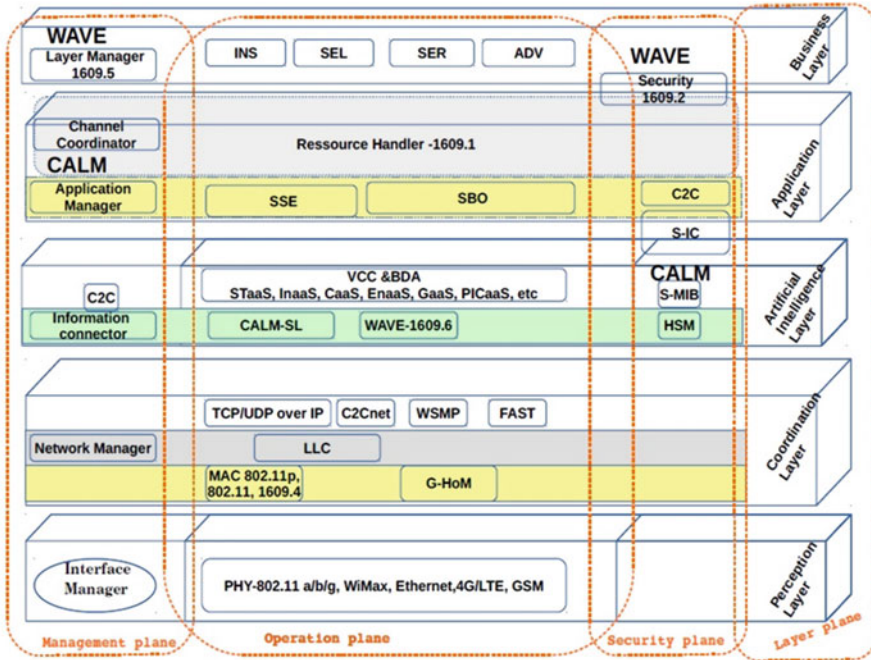 WAVE
Layer Manager
1609.5
INS
SEL
SER
ADV
WAVE
Security
1609.2
Business
Layer
Channel
Coordinator
Ressource Handler -1609.1
CALM
Application
Manager
SSE
SBO
C2C
S-IC
Application
Layer
C2C
VCC &BDA
STaaS, InaaS, CaaS, EnaaS, GaaS, PICaaS, etc
CALM
S-MIB
Information
connector
CALM-SL
WAVE-1609.6
HSM
Artificial
Intelligence
Layer
TCP/UDP over IP
C2Cnet
WSMP
FAST
Network Manager
LLC
MAC 802.11p,
802.11, 1609.4
G-HoM
Coordination
Layer
Interface
Manager
PHY-802.11 a/b/g, WiMax, Ethernet,4G/LTE, GSM
Perception
Layer
Management plane
Operation plane
Security plane
Layer plane